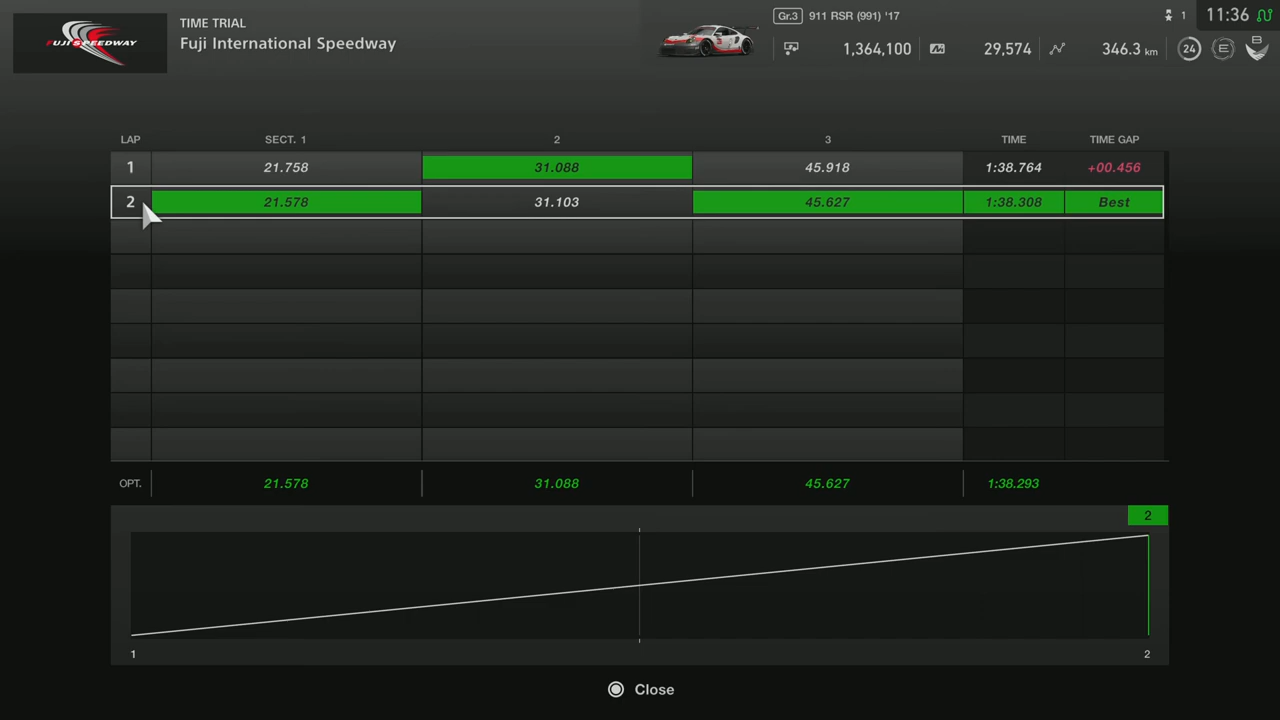 FUJI SPEEDWAY
TIME TRIAL
Fuji International Speedway
Gr.3 911 RSR (991) '17
1,364,100 29,574 346.3 km
1 11:36
24 E B
LAP SECT. 1 2 3 TIME TIME GAP
1 21.758 31.088 45.918 1:38.764 +00.456
2 21.578 31.103 45.627 1:38.308 Best
OPT. 21.578 31.088 45.627 1:38.293
2
1 2
Close